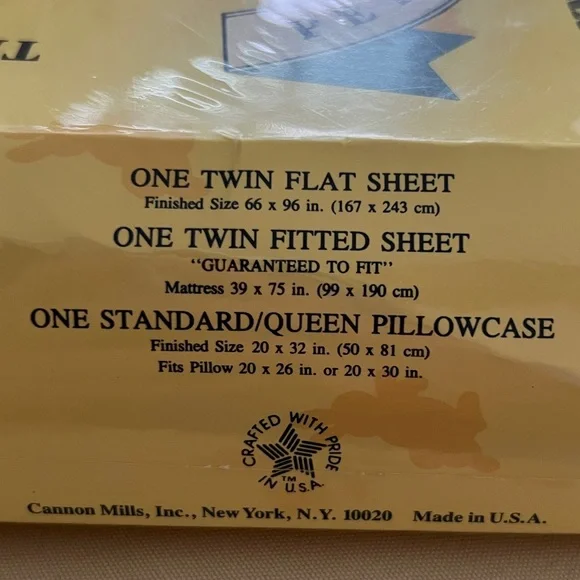 ONE TWIN FLAT SHEET
Finished Size 66 x 96 in. (167 x 243 cm)
ONE TWIN FITTED SHEET
"GUARANTEED TO FIT"
Mattress 39 x 75 in. (99 x 190 cm)
ONE STANDARD/QUEEN PILLOWCASE
Finished Size 20 x 32 in. (50 x 81 cm)
Fits Pillow 20 x 26 in. or 20 x 30 in.
CRAFTED WITH PRIDE
TM
IN U.S.A.
Cannon Mills, Inc., New York, N.Y. 10020 Made in U.S.A.